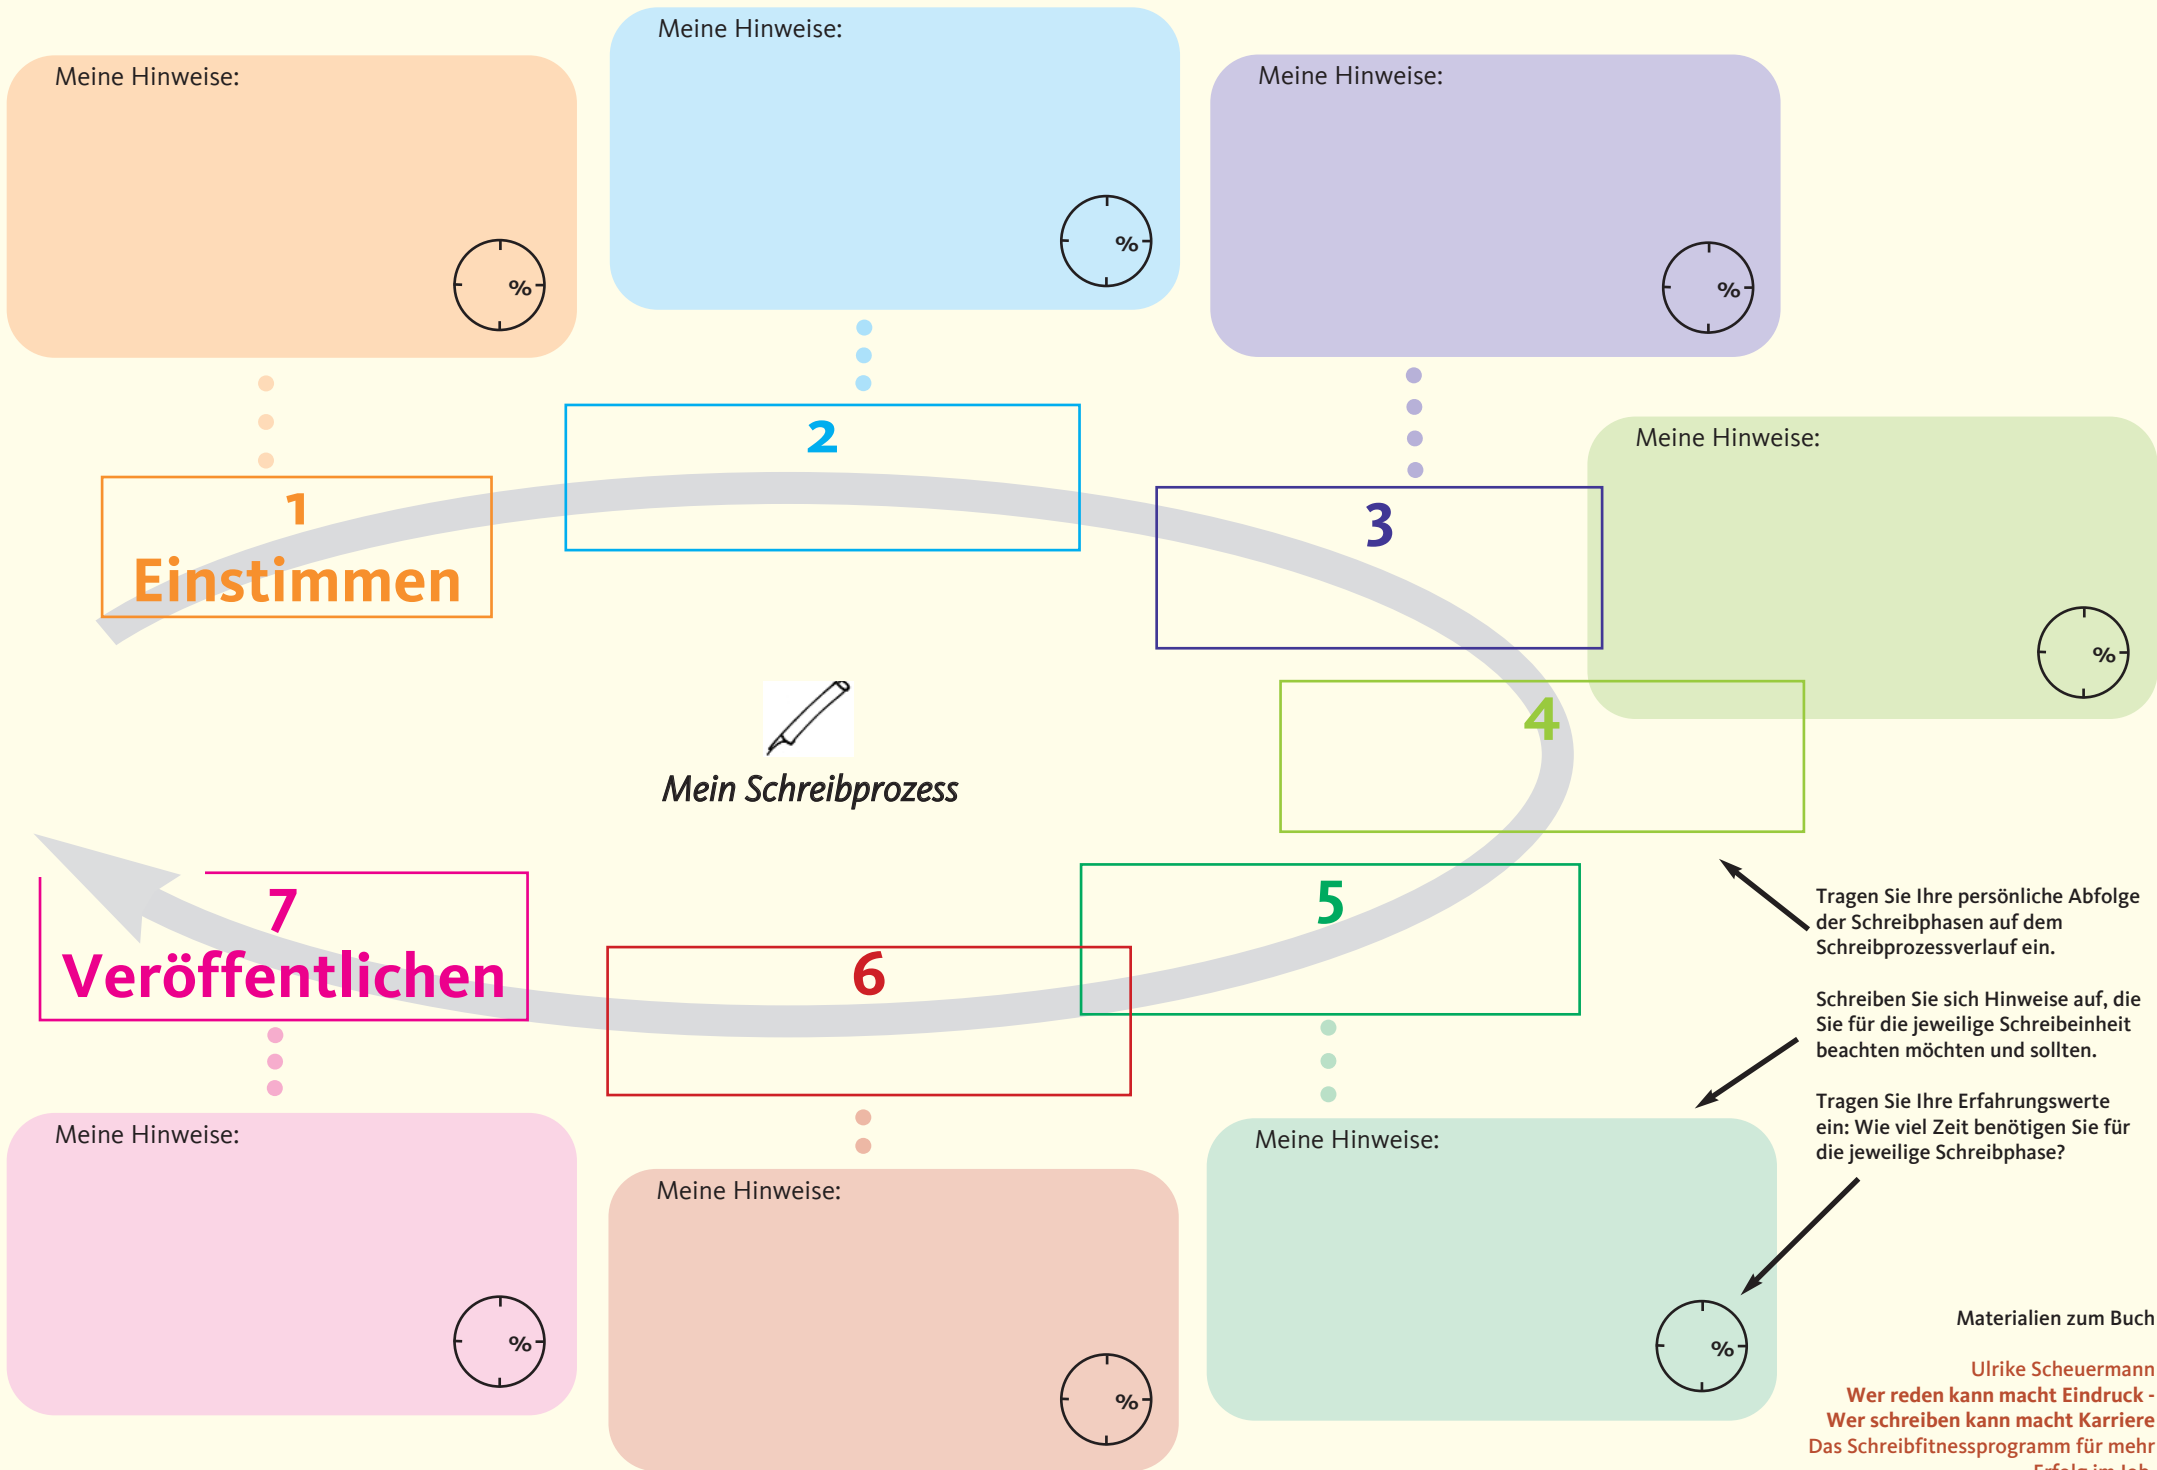 Meine Hinweise:
%
Meine Hinweise:
%
Meine Hinweise:
%
Meine Hinweise:
%
1
Einstimmen
2
3
4
Mein Schreibprozess
5
6
7
Veröffentlichen
Tragen Sie Ihre persönliche Abfolge
der Schreibphasen auf dem
Schreibprozessverlauf ein.
Schreiben Sie sich Hinweise auf, die
Sie für die jeweilige Schreibeinheit
beachten möchten und sollten.
Tragen Sie Ihre Erfahrungswerte
ein: Wie viel Zeit benötigen Sie für
die jeweilige Schreibphase?
Meine Hinweise:
%
Meine Hinweise:
%
Meine Hinweise:
%
Materialien zum Buch
Ulrike Scheuermann
Wer reden kann macht Eindruck -
Wer schreiben kann macht Karriere
Das Schreibfitnessprogramm für mehr
Erfolg im Job